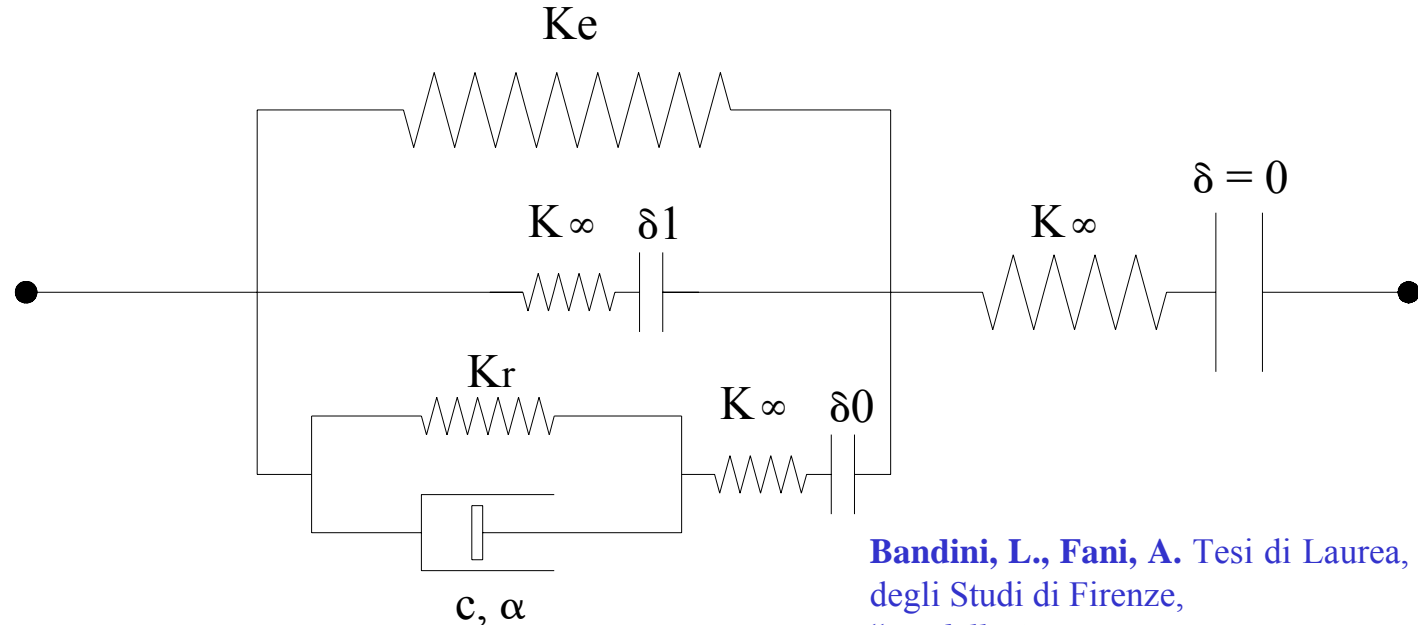 Ke
δ = 0
K∞ δ1
K∞
Kr
K∞ δ0
c, α
Bandini, L., Fani, A. Tesi di Laurea,
degli Studi di Firenze,